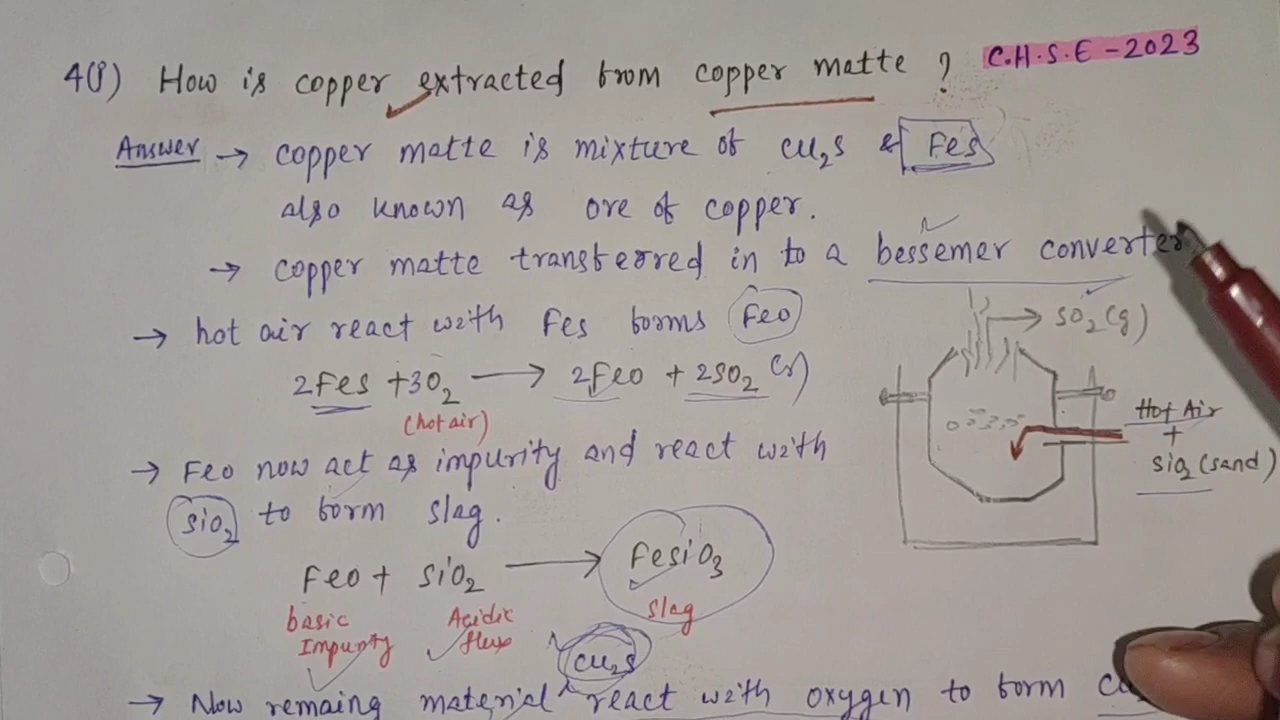 4(i) How is copper extracted from copper matte ? C.H.S.E - 2023
Answer → copper matte is mixture of Cu₂S & FeS
also known as ore of copper.
→ copper matte transferred in to a bessemer converter
→ hot air react with FeS forms FeO
2FeS + 3O₂ → 2FeO + 2SO₂
(hot air)
→ FeO now act as impurity and react with
SiO₂ to form slag.
FeO + SiO₂ → FeSiO₃
basic Impurity
Acidic flux
slag
Cu₂S
→ Now remaing material react with oxygen to form
SO₂(g)
Hot Air
+
SiO₂ (sand)